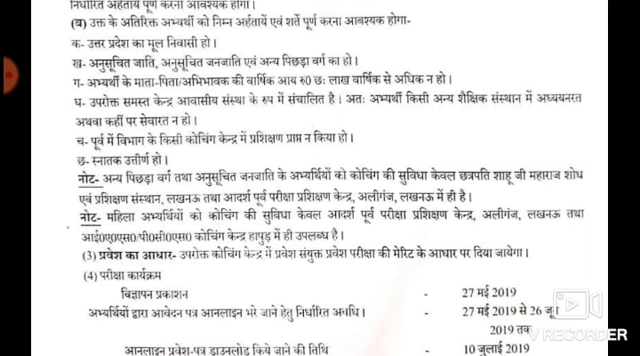 निर्धारित अर्हताये पूर्ण करना आवश्यक होगा।
(ब) उक्त के अतिरिक्त अभ्यर्थी को निम्न अर्हतायें एवं शर्ते पूर्ण करना आवश्यक होगा-
क- उत्तर प्रदेश का मूल निवासी हो।
ख- अनुसूचित जाति, अनुसूचित जनजाति एवं अन्य पिछड़ा वर्ग का हो।
ग- अभ्यर्थी के माता-पिता/अभिभावक की वार्षिक आय रु0 छः लाख वार्षिक से अधिक न हो।
घ- उपरोक्त समस्त केन्द्र आवासीय संस्था के रुप में संचालित है। अतः अभ्यर्थी किसी अन्य शैक्षिक संस्थान में अध्ययनरत
अथवा कहीं पर सेवारत न हो।
च- पूर्व में विभाग के किसी कोचिंग केन्द्र में प्रशिक्षण प्राप्त न किया हो।
छ- स्नातक उत्तीर्ण हो।
नोट- अन्य पिछड़ा वर्ग तथा अनुसूचित जनजाति के अभ्यर्थियों को कोचिंग की सुविधा केवल छत्रपति शाहू जी महाराज शोध
एवं प्रशिक्षण संस्थान, लखनऊ तथा आदर्श पूर्व परीक्षा प्रशिक्षण केन्द्र, अलीगंज, लखनऊ में ही है।
नोट- महिला अभ्यर्थियों को कोचिंग की सुविधा केवल आदर्श पूर्व परीक्षा प्रशिक्षण केन्द्र, अलीगंज, लखनऊ तथा
आई0ए0एस0/पी0सी0एस0 कोचिंग केन्द्र हापुड़ में ही उपलब्ध है।
(3) प्रवेश का आधार- उपरोक्त कोचिंग केन्द्र में प्रवेश संयुक्त प्रवेश परीक्षा की मेरिट के आधार पर दिया जायेगा।
(4) परीक्षा कार्यक्रम
विज्ञापन प्रकाशन - 27 मई 2019
अभ्यर्थियों द्वारा आवेदन पत्र आनलाइन भरे जाने हेतु निर्धारित अवधि। - 27 मई 2019 से 26
2019 तक
आनलाइन प्रवेश-पत्र डाउनलोड किये जाने की तिथि - 10 जुलाई 2019
V RECORDER